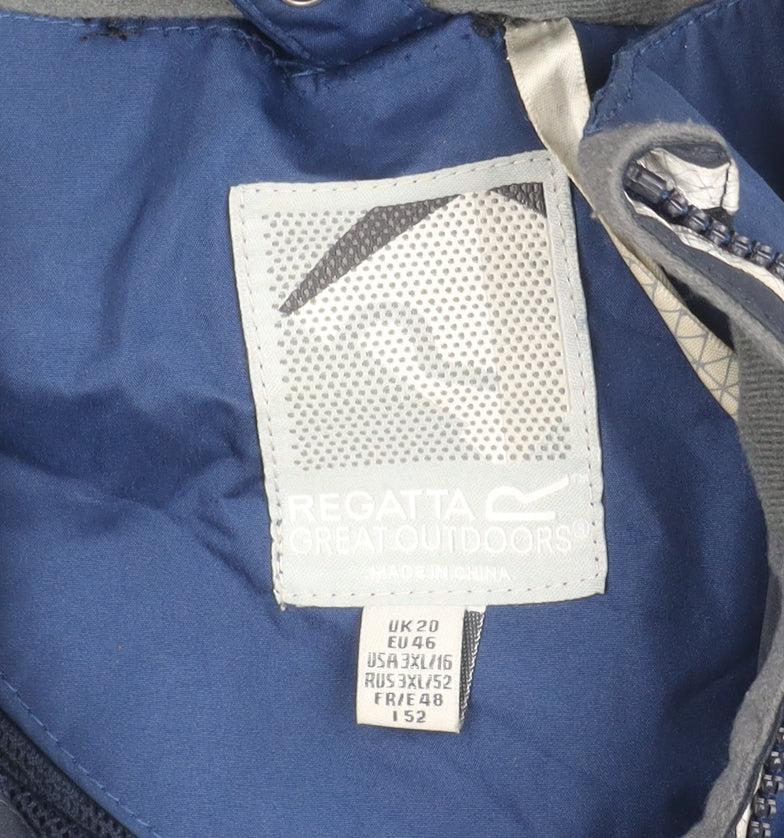 REGATTA R™
GREAT OUTDOORS®
MADE IN CHINA
UK 20
EU 46
USA 3XL/16
RUS 3XL/52
FR/E 48
I 52